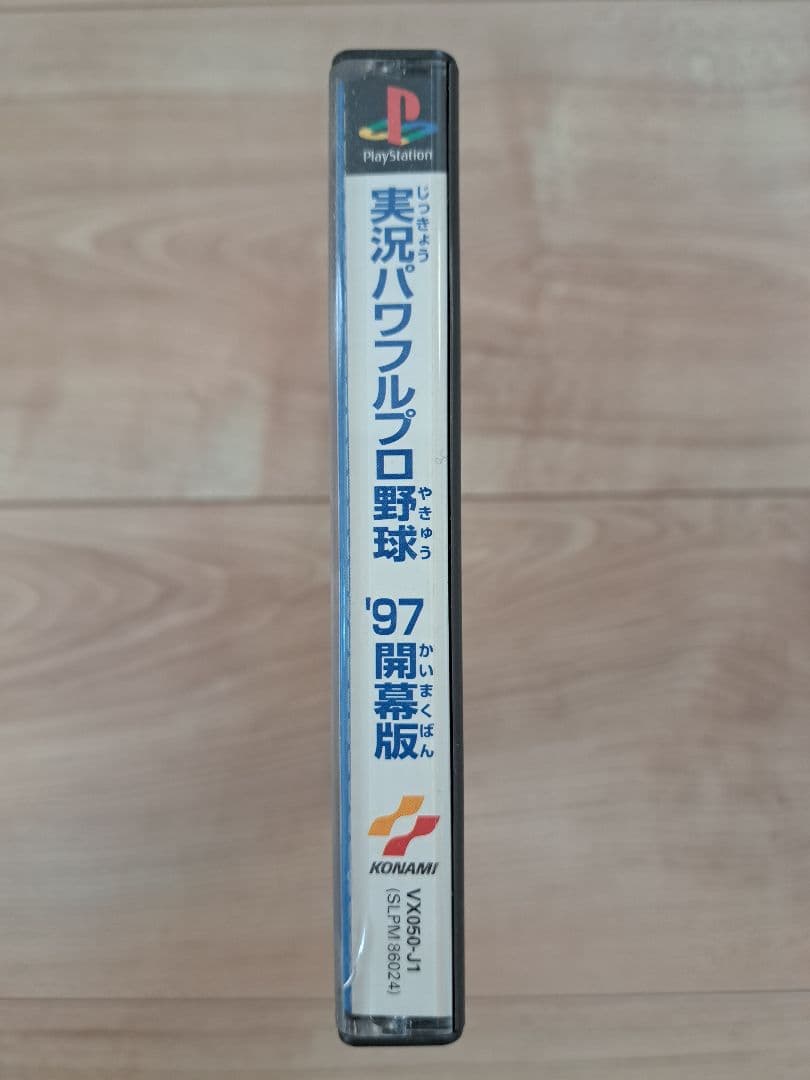 PlayStation
実況パワフルプロ野球 '97開幕版
じっきょう
やきゅう
かいまくばん
KONAMI
VX050-J1
(SLPM 86024)